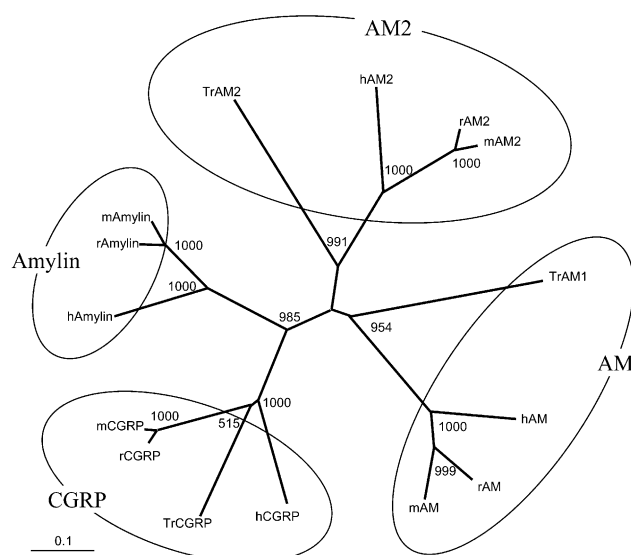 AM2
hAM2
TrAM2
rAM2
mAM2
1000
1000
991
mAmylin
rAmylin
1000
Amylin
1000
hAmylin
TrAM1
985
954
AM
1000
1000
mCGRP
515
rCGRP
hAM
1000
999
rAM
mAM
CGRP
TrCGRP
hCGRP
0.1